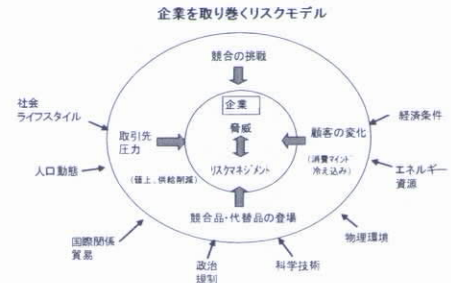 企業を取り巻くリスクモデル
競合の挑戦
企業
脅威
リスクマネジメント
取引先
圧力
(値上、供給削減)
顧客の変化
(消費マインド
冷え込み)
競合品・代替品の登場
社会
ライフスタイル
人口動態
国際関係
貿易
政治
規制
科学技術
物理環境
エネルギー
資源
経済条件